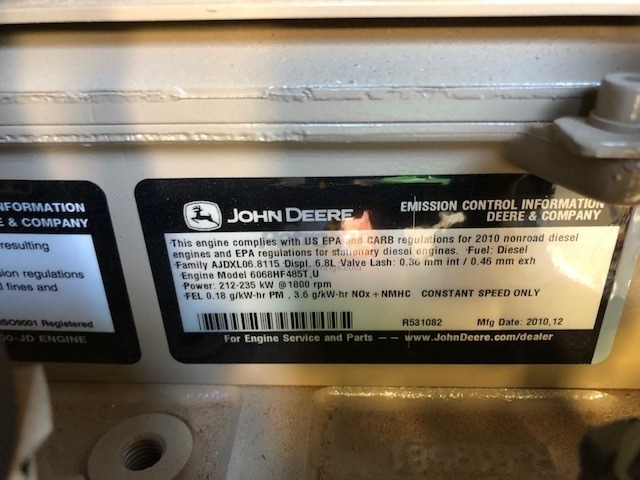 INFORMATION
E & COMPANY
resulting
sion regulations
l fines and
ISO9001 Registered
0-JD ENGINE
JOHN DEERE
EMISSION CONTROL INFORMATION
DEERE & COMPANY
This engine complies with US EPA and CARB regulations for 2010 nonroad diesel
engines and EPA regulations for stationary diesel engines. Fuel: Diesel
Family AJDXL06.8115 Displ. 6.8L Valve Lash: 0.36 mm int / 0.46 mm exh
Engine Model 6068HF485T,U
Power: 212-235 kW @1800 rpm
FEL 0.18 g/kW-hr PM , 3.6 g/kW-hr NOx+NMHC CONSTANT SPEED ONLY
R531082 Mfg Date: 2010,12
For Engine Service and Parts -- www.JohnDeere.com/dealer